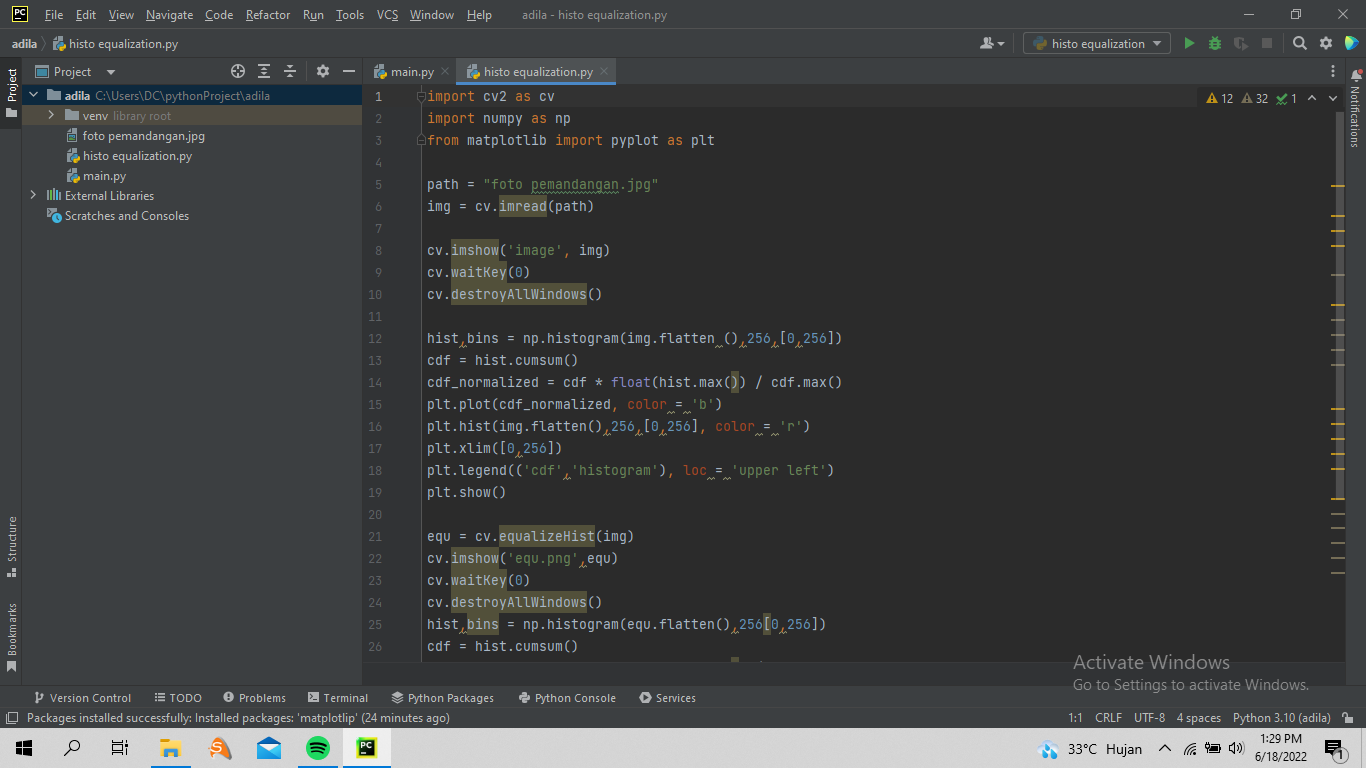 PC File Edit View Navigate Code Refactor Run Tools VCS Window Help adila - histo equalization.py
adila histo equalization.py histo equalization
Project
Project
main.py histo equalization.py
Notifications
adila C:\Users\DC\pythonProject\adila
venv library root
foto pemandangan.jpg
histo equalization.py
main.py
External Libraries
Scratches and Consoles
12 32 1
1 import cv2 as cv
2 import numpy as np
3 from matplotlib import pyplot as plt
4
5 path = "foto pemandangan.jpg"
6 img = cv.imread(path)
7
8 cv.imshow('image', img)
9 cv.waitKey(0)
10 cv.destroyAllWindows()
11
12 hist,bins = np.histogram(img.flatten (),256,[0,256])
13 cdf = hist.cumsum()
14 cdf_normalized = cdf * float(hist.max()) / cdf.max()
15 plt.plot(cdf_normalized, color = 'b')
16 plt.hist(img.flatten(),256,[0,256], color = 'r')
17 plt.xlim([0,256])
18 plt.legend(('cdf','histogram'), loc = 'upper left')
19 plt.show()
20
21 equ = cv.equalizeHist(img)
22 cv.imshow('equ.png',equ)
23 cv.waitKey(0)
24 cv.destroyAllWindows()
25 hist,bins = np.histogram(equ.flatten(),256[0,256])
26 cdf = hist.cumsum()
Structure
Bookmarks
Activate Windows
Go to Settings to activate Windows.
Version Control TODO Problems Terminal Python Packages Python Console Services
Packages installed successfully: Installed packages: 'matplotlip' (24 minutes ago) 1:1 CRLF UTF-8 4 spaces Python 3.10 (adila)
PC 33°C Hujan 1:29 PM
6/18/2022 1